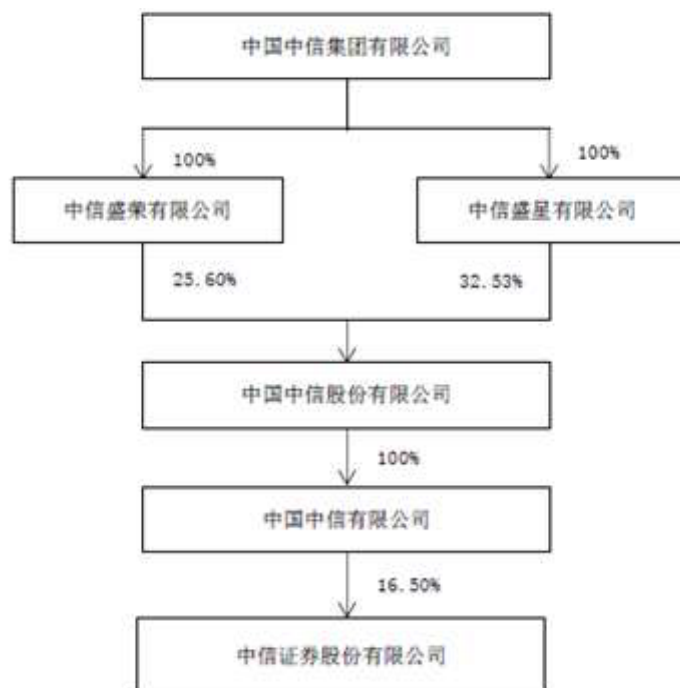 中国中信集团有限公司
100%
100%
中信盛荣有限公司
中信盛星有限公司
25.60%
32.53%
中国中信股份有限公司
100%
中国中信有限公司
16.50%
中信证券股份有限公司